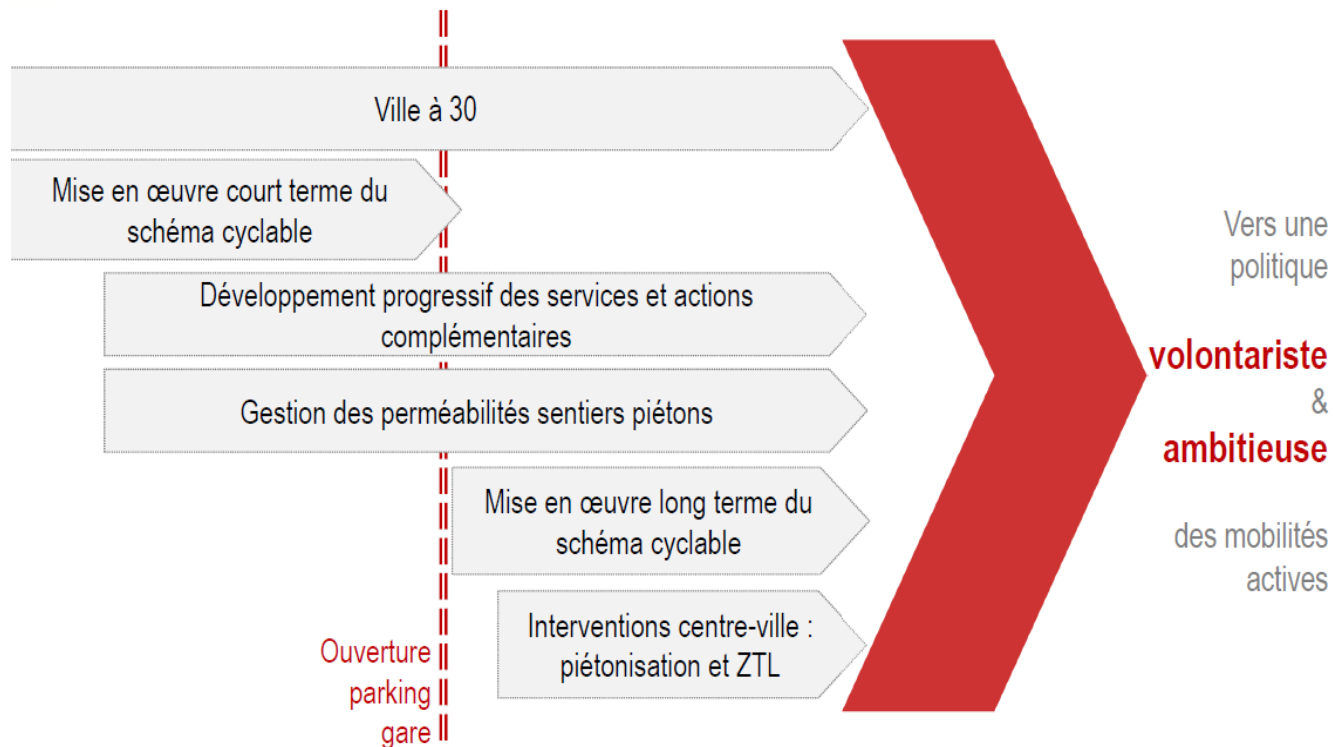 Ville à 30
Mise en œuvre court terme du
schéma cyclable
Développement progressif des services et actions
complémentaires
Gestion des perméabilités sentiers piétons
Mise en œuvre long terme du
schéma cyclable
Interventions centre-ville :
piétonisation et ZTL
Ouverture
parking
gare
Vers une
politique
volontariste
&
ambitieuse
des mobilités
actives